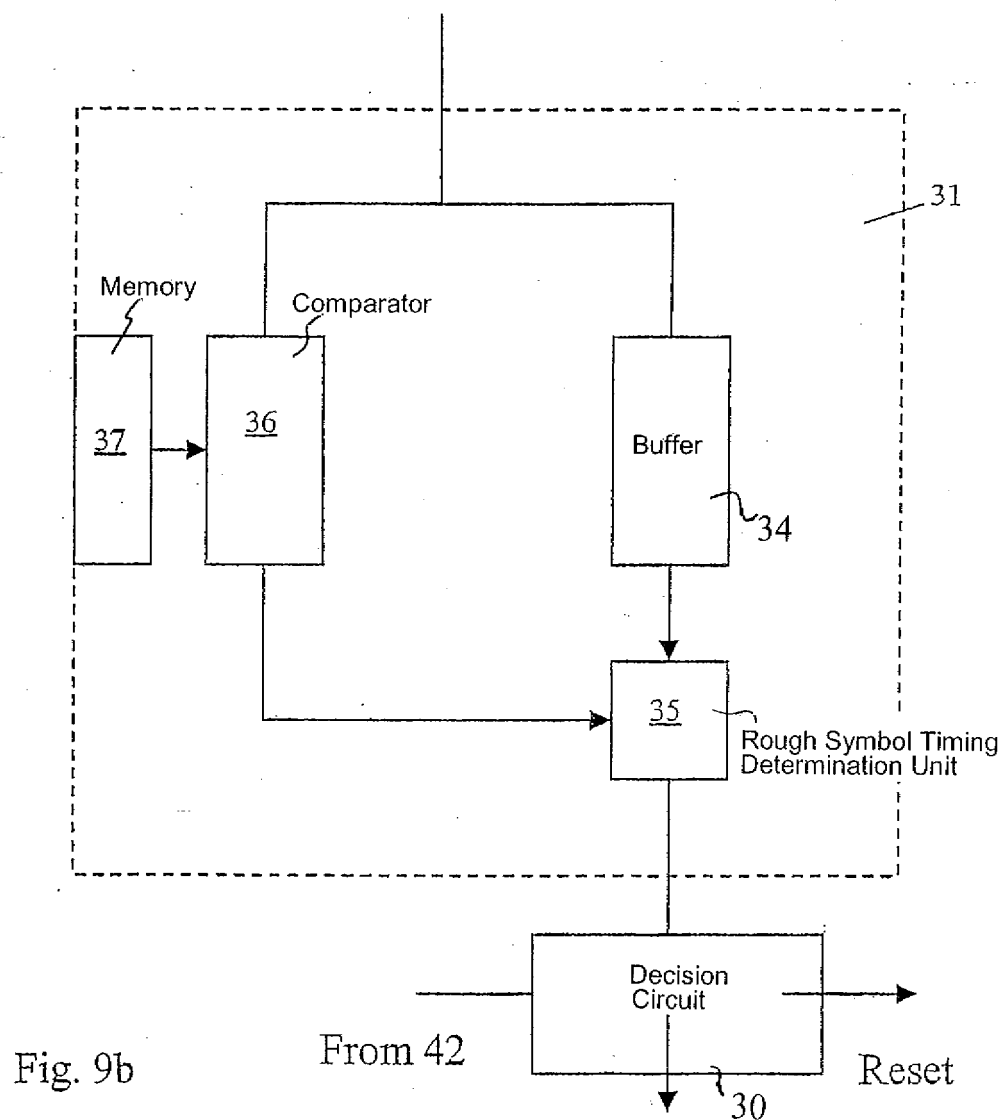 31
Memory
Comparator
37
36
Buffer
34
35
Rough Symbol Timing
Determination Unit
Decision
Circuit
From 42
Reset
30
Fig. 9b